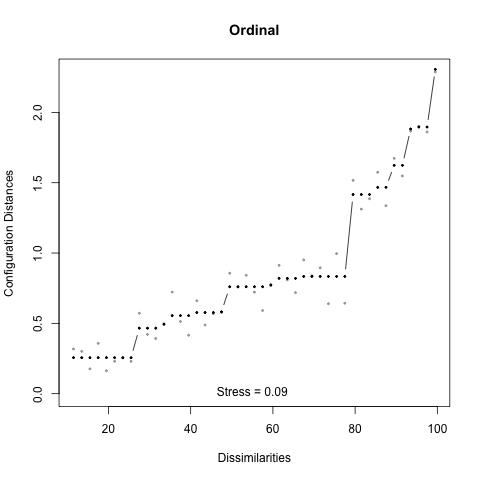 Ordinal
Configuration Distances
2.0
1.5
1.0
0.5
0.0
Stress = 0.09
20 40 60 80 100
Dissimilarities